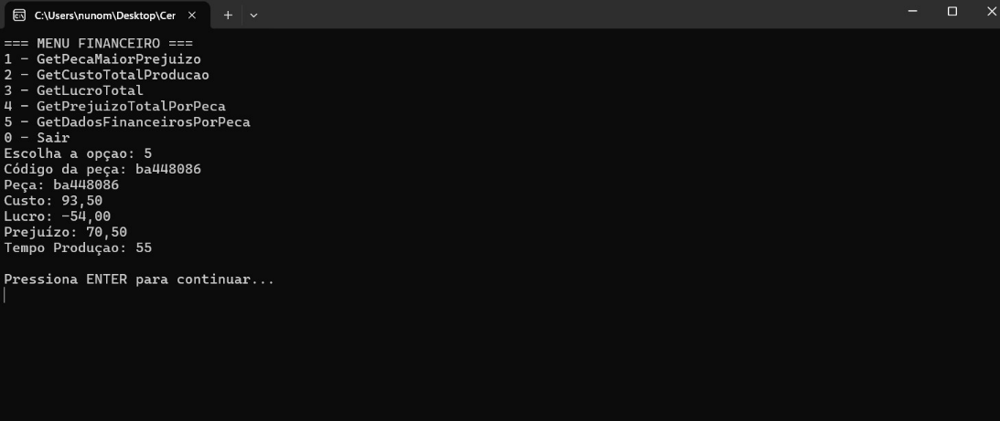 C:\Users\nunom\Desktop\Cer
=== MENU FINANCEIRO ===
1 - GetPecaMaiorPrejuizo
2 - GetCustoTotalProducao
3 - GetLucroTotal
4 - GetPrejuizoTotalPorPeca
5 - GetDadosFinanceirosPorPeca
0 - Sair
Escolha a opçao: 5
Código da peça: ba448086
Peça: ba448086
Custo: 93,50
Lucro: -54,00
Prejuízo: 70,50
Tempo Produçao: 55
Pressiona ENTER para continuar...